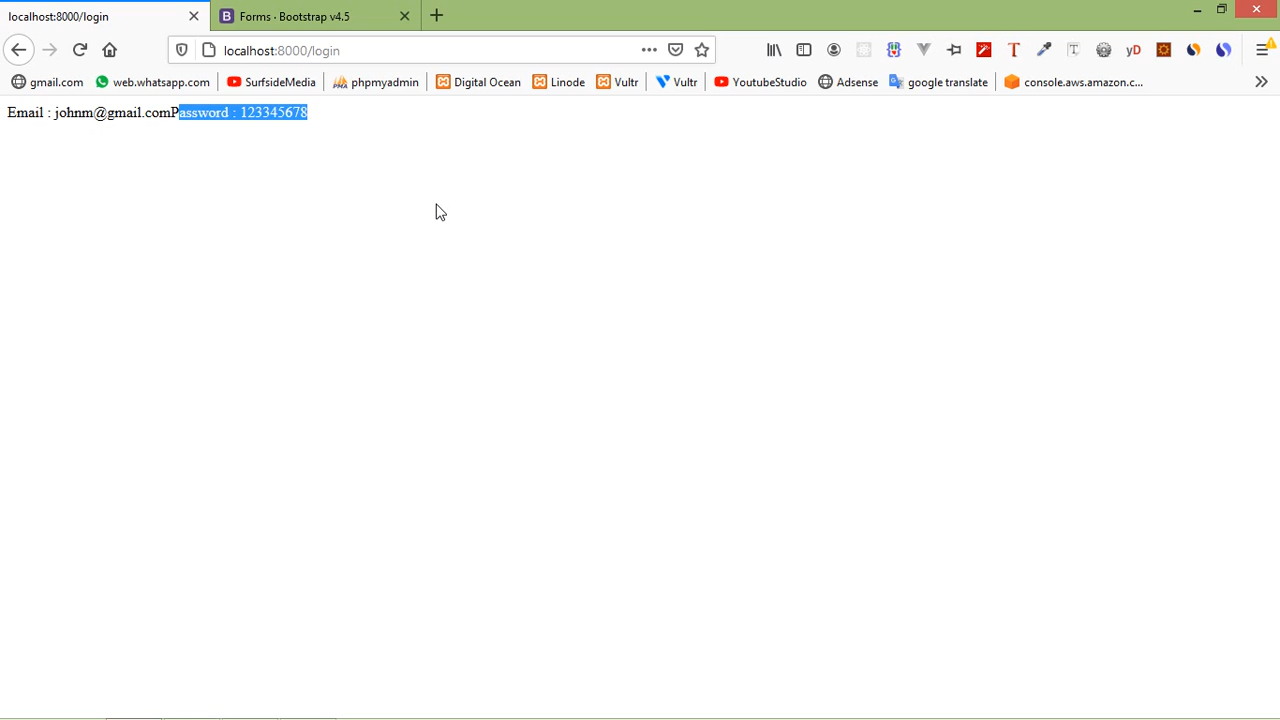 localhost:8000/login
B Forms · Bootstrap v4.5
localhost:8000/login
T T yD
gmail.com web.whatsapp.com SurfsideMedia phpmyadmin Digital Ocean Linode Vultr Vultr YoutubeStudio Adsense google translate console.aws.amazon.c...
Email : johnm@gmail.comPassword : 123345678